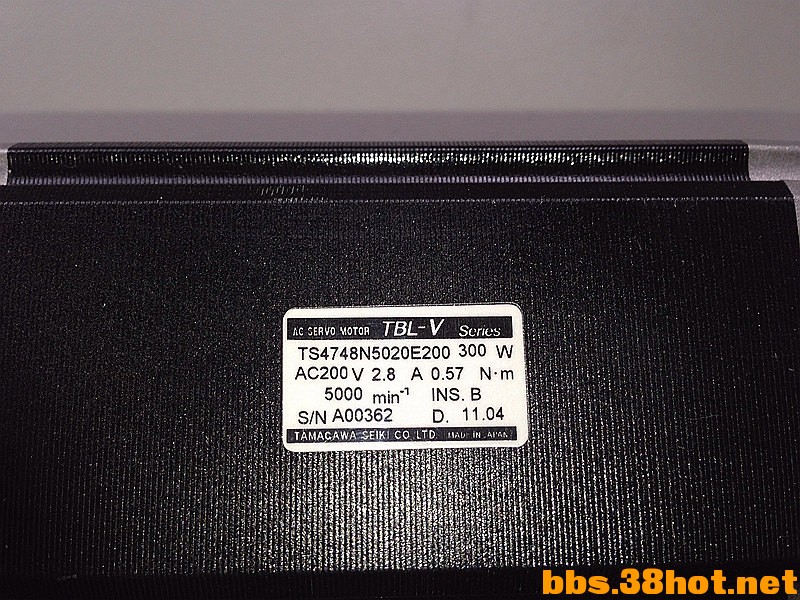 AC SERVO MOTOR TBL-V Series
TS4748N5020E200 300 W
AC200 V 2.8 A 0.57 N·m
5000 min⁻¹ INS. B
S/N A00362 D. 11.04
TAMAGAWA SEIKI CO.,LTD. MADE IN JAPAN
bbs.38hot.net